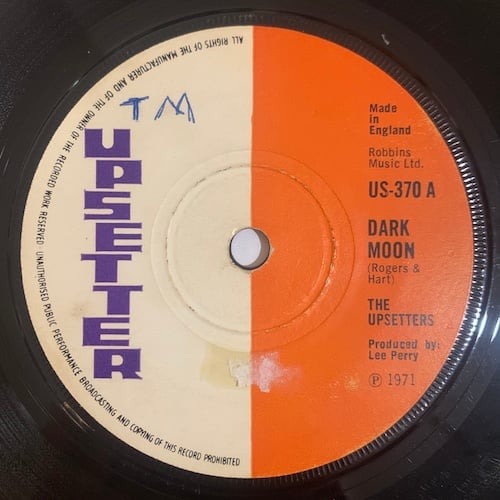 ALL RIGHTS OF THE MANUFACTURER AND OF THE OWNER OF THE RECORDED WORK RESERVED · UNAUTHORISED PUBLIC PERFORMANCE BROADCASTING AND COPYING OF THIS RECORD PROHIBITED
TM
UPSETTER
Made
in
England
Robbins
Music Ltd.
US-370 A
DARK
MOON
(Rogers &
Hart)
THE
UPSETTERS
Produced by:
Lee Perry
Ⓟ 1971